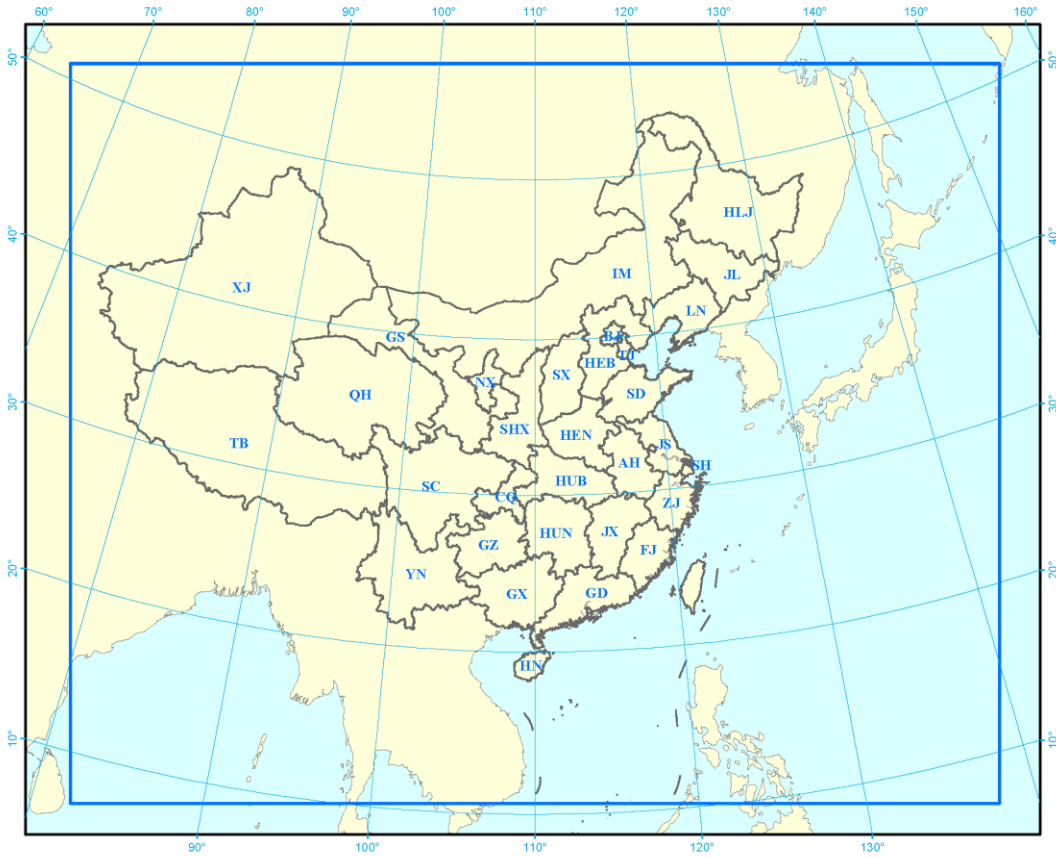 60° 70° 80° 90° 100° 110° 120° 130° 140° 150° 160°
50° 50°
HLJ
40° 40°
IM JL
XJ
LN
GS BJ
TJ
HEB
NX SX
QH SD
30° 30°
SHX HEN
TB JS
AH SH
SC HUB
CQ ZJ
HUN JX
GZ FJ
20° 20°
YN
GX GD
HN
10° 10°
90° 100° 110° 120° 130°